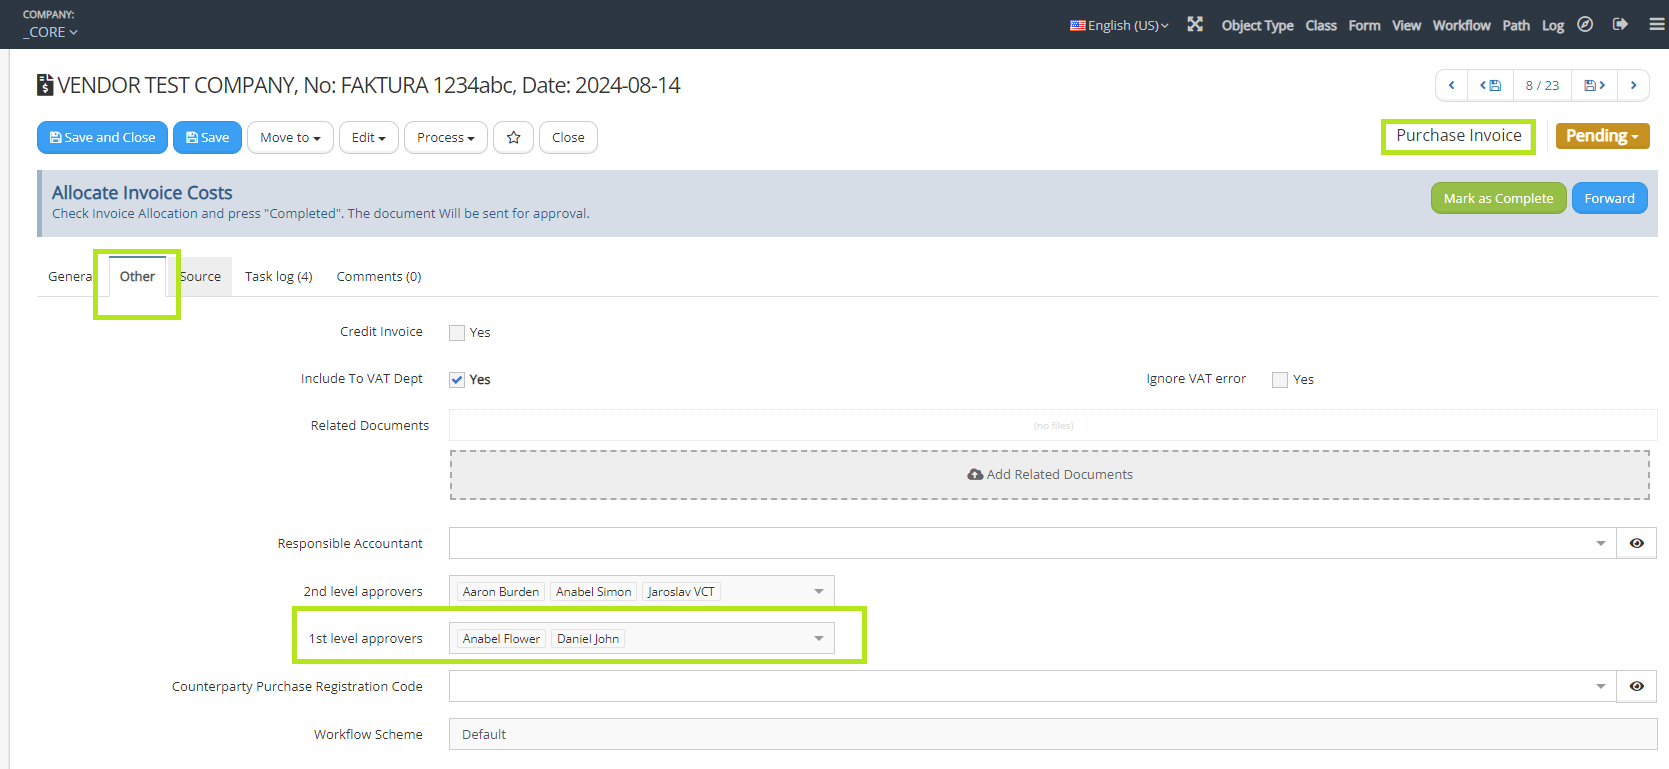 COMPANY:
_CORE
English (US)
Object Type Class Form View Workflow Path Log
VENDOR TEST COMPANY, No: FAKTURA 1234abc, Date: 2024-08-14
8 / 23
Save and Close Save Move to Edit Process Close
Purchase Invoice
Pending
Allocate Invoice Costs
Check Invoice Allocation and press "Completed". The document Will be sent for approval.
Mark as Complete Forward
Genera Other Source Task log (4) Comments (0)
Credit Invoice Yes
Include To VAT Dept Yes Ignore VAT error Yes
Related Documents (no files)
Add Related Documents
Responsible Accountant
2nd level approvers Aaron Burden Anabel Simon Jaroslav VCT
1st level approvers Anabel Flower Daniel John
Counterparty Purchase Registration Code
Workflow Scheme Default